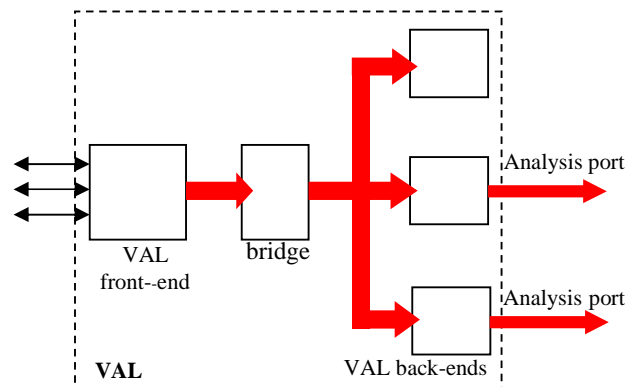 Analysis port
VAL
front--end
bridge
Analysis port
VAL back-ends
VAL